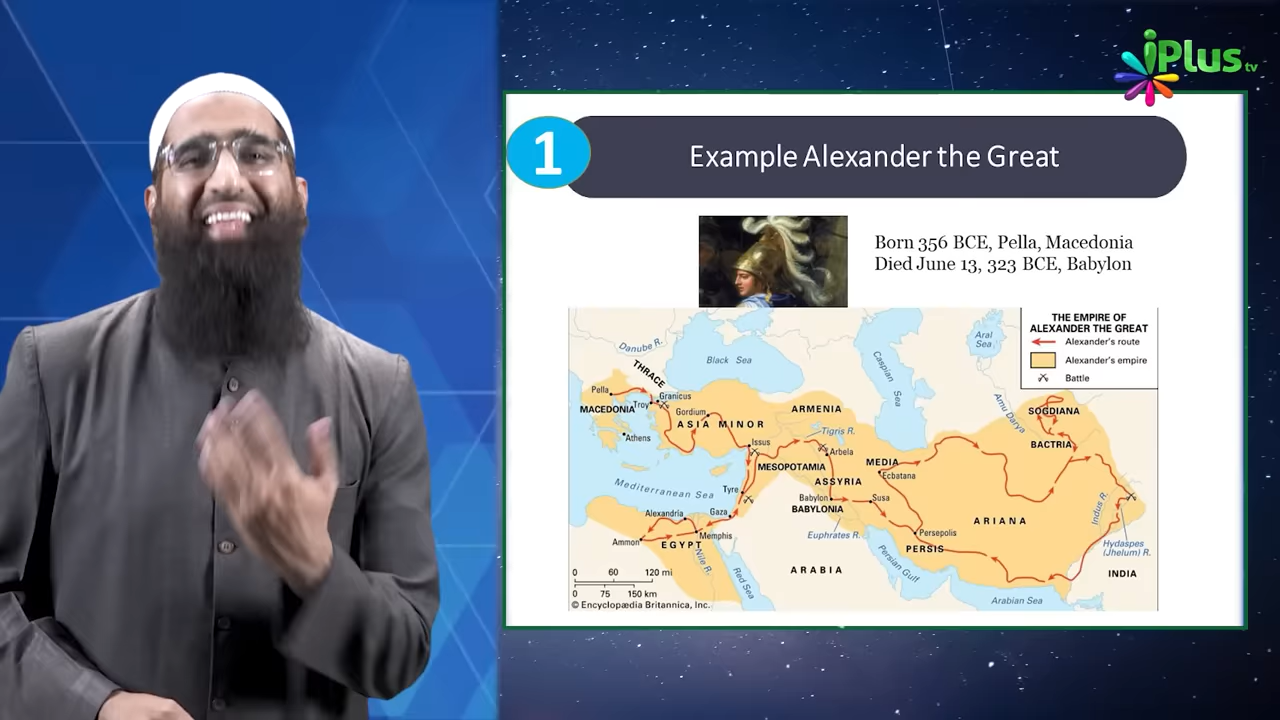 iPlus tv
1
Example Alexander the Great
Born 356 BCE, Pella, Macedonia
Died June 13, 323 BCE, Babylon
THE EMPIRE OF
ALEXANDER THE GREAT
Alexander's route
Alexander's empire
Battle
Danube R.
Black Sea
Caspian Sea
Aral
Sea
THRACE
Pella
Granicus
Troy
MACEDONIA
Gordium
ASIA MINOR
ARMENIA
Amu Darya
SOGDIANA
BACTRIA
Athens
Issus
Tigris R.
Arbela
MESOPOTAMIA
MEDIA
Ecbatana
ASSYRIA
Mediterranean Sea
Tyre
Babylon
Susa
BABYLONIA
Alexandria
Gaza
Indus R.
ARIANA
Ammon
Memphis
EGYPT
Nile R.
Euphrates R.
Persepolis
PERSIS
Hydaspes
(Jhelum) R.
Red Sea
ARABIA
Persian Gulf
INDIA
Arabian Sea
0 60 120 mi
0 75 150 km
© Encyclopædia Britannica, Inc.